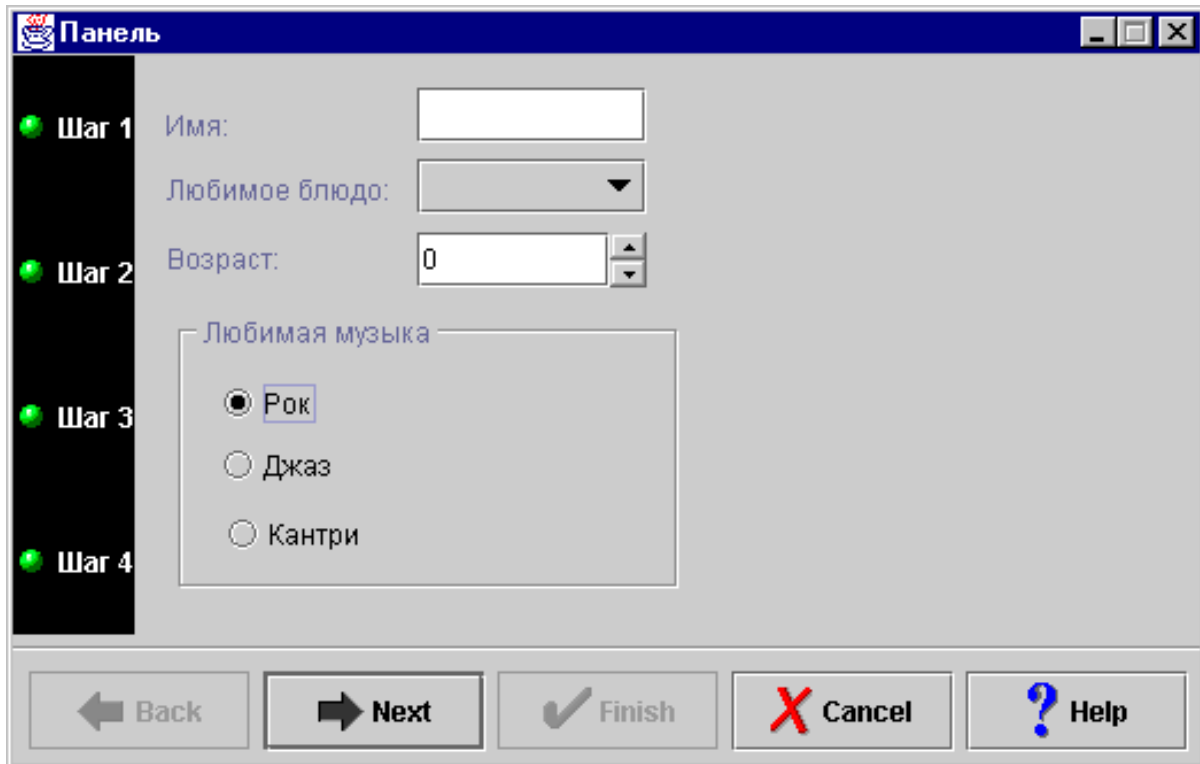 Панель
Шаг 1
Имя:
Любимое блюдо:
Шаг 2
Возраст:
0
Любимая музыка
Рок
Шаг 3
Джаз
Кантри
Шаг 4
Back
Next
Finish
Cancel
Help